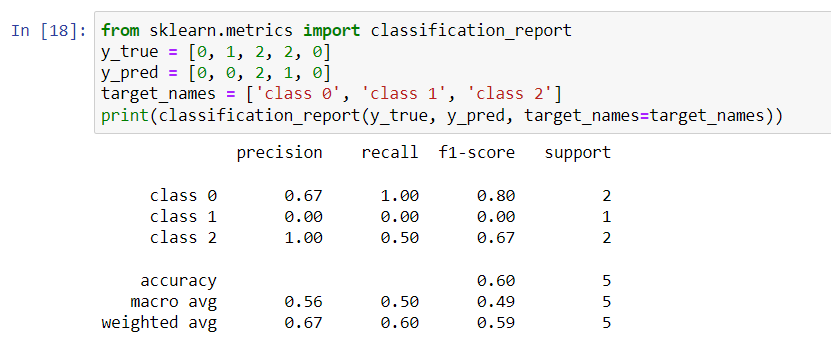 In [18]: from sklearn.metrics import classification_report
y_true = [0, 1, 2, 2, 0]
y_pred = [0, 0, 2, 1, 0]
target_names = ['class 0', 'class 1', 'class 2']
print(classification_report(y_true, y_pred, target_names=target_names))
precision recall f1-score support
class 0 0.67 1.00 0.80 2
class 1 0.00 0.00 0.00 1
class 2 1.00 0.50 0.67 2
accuracy 0.60 5
macro avg 0.56 0.50 0.49 5
weighted avg 0.67 0.60 0.59 5